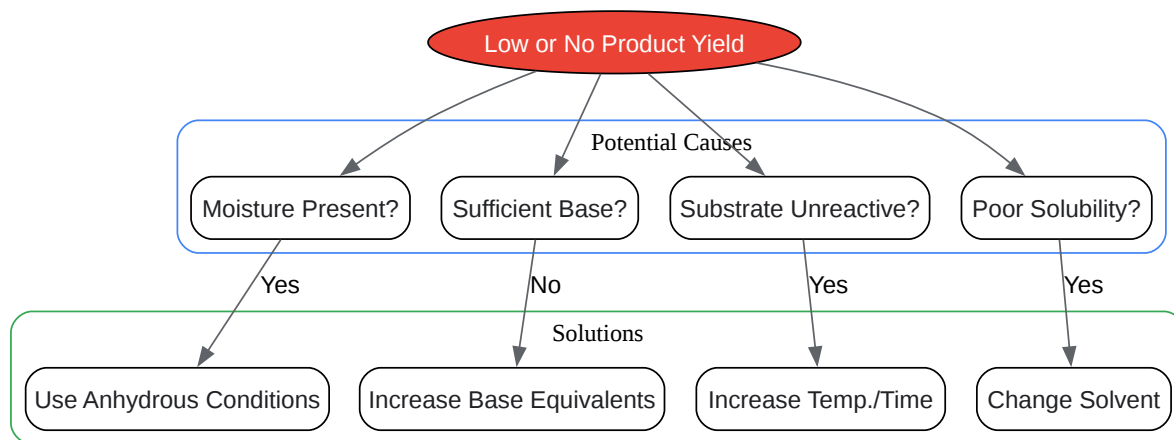 Low or No Product Yield
Potential Causes
Moisture Present?
Sufficient Base?
Substrate Unreactive?
Poor Solubility?
Yes
No
Yes
Yes
Solutions
Use Anhydrous Conditions
Increase Base Equivalents
Increase Temp./Time
Change Solvent